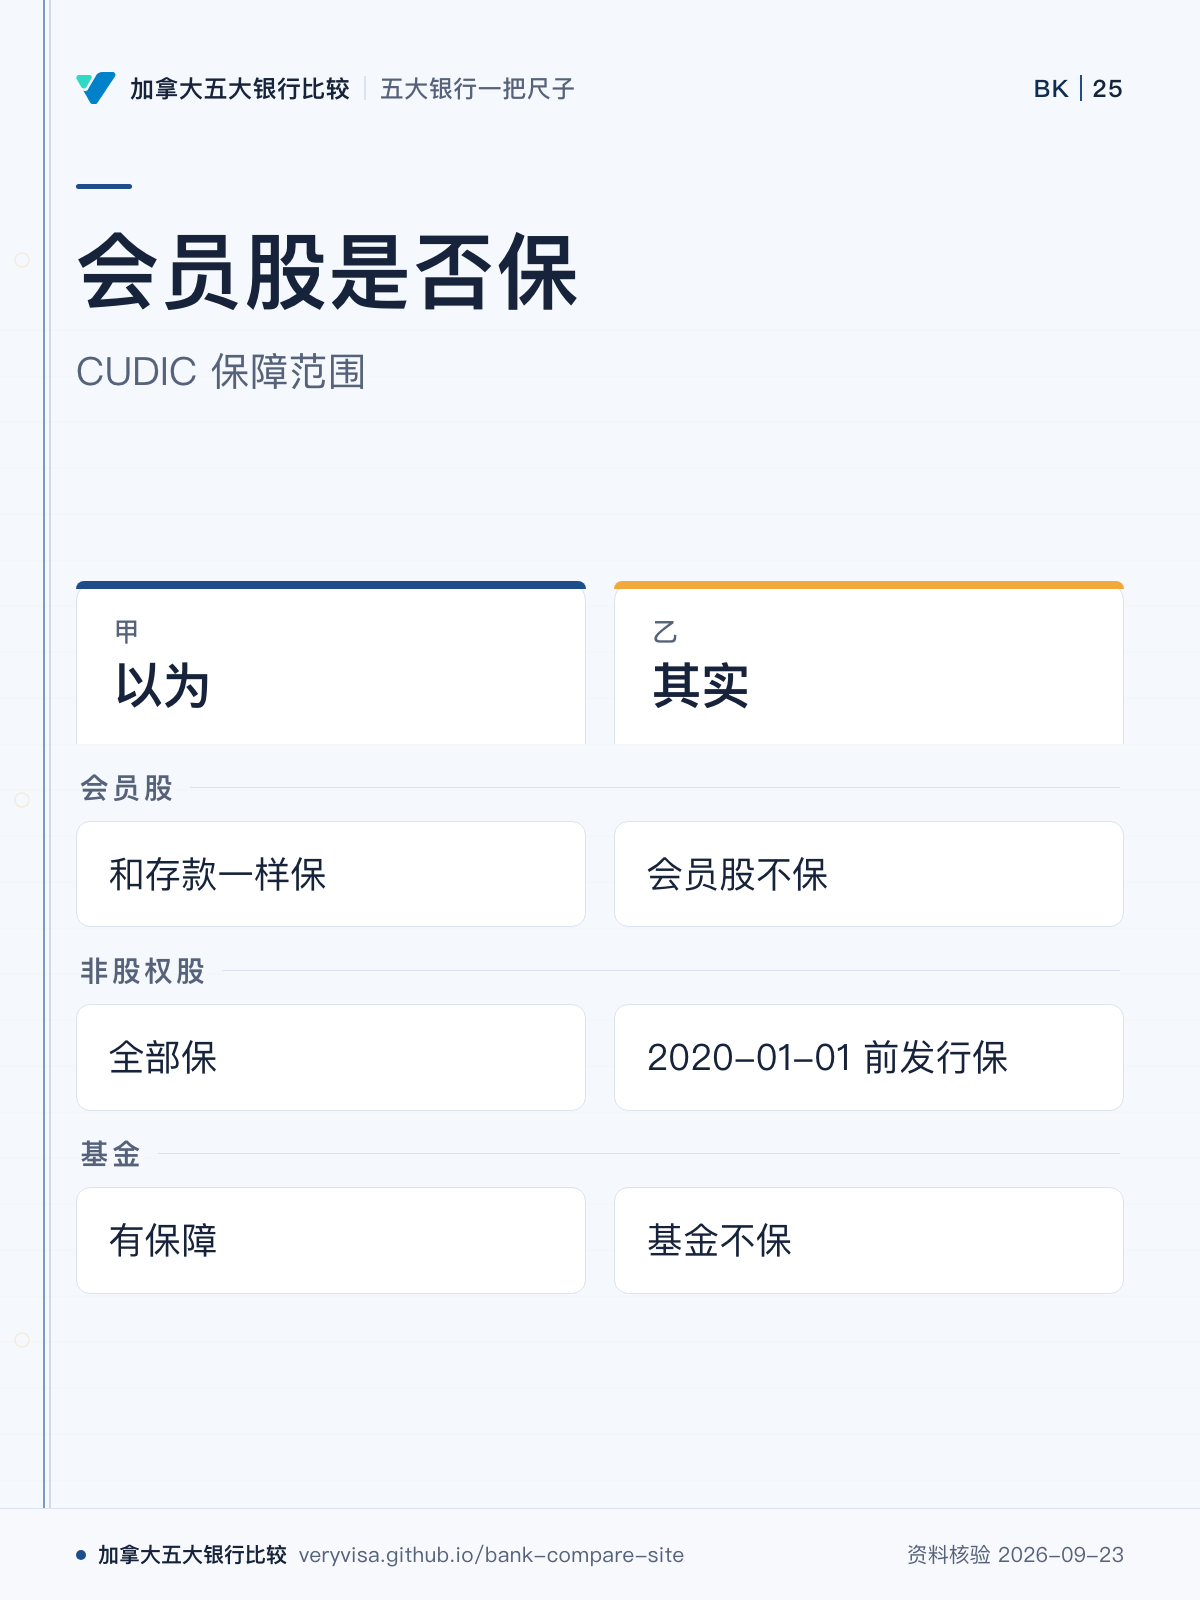 加拿大五大银行比较 五大银行一把尺子
BK 25
会员股是否保
CUDIC 保障范围
甲
以为
乙
其实
会员股
和存款一样保
会员股不保
非股权股
全部保
2020-01-01 前发行保
基金
有保障
基金不保
加拿大五大银行比较 veryvisa.github.io/bank-compare-site
资料核验 2026-09-23